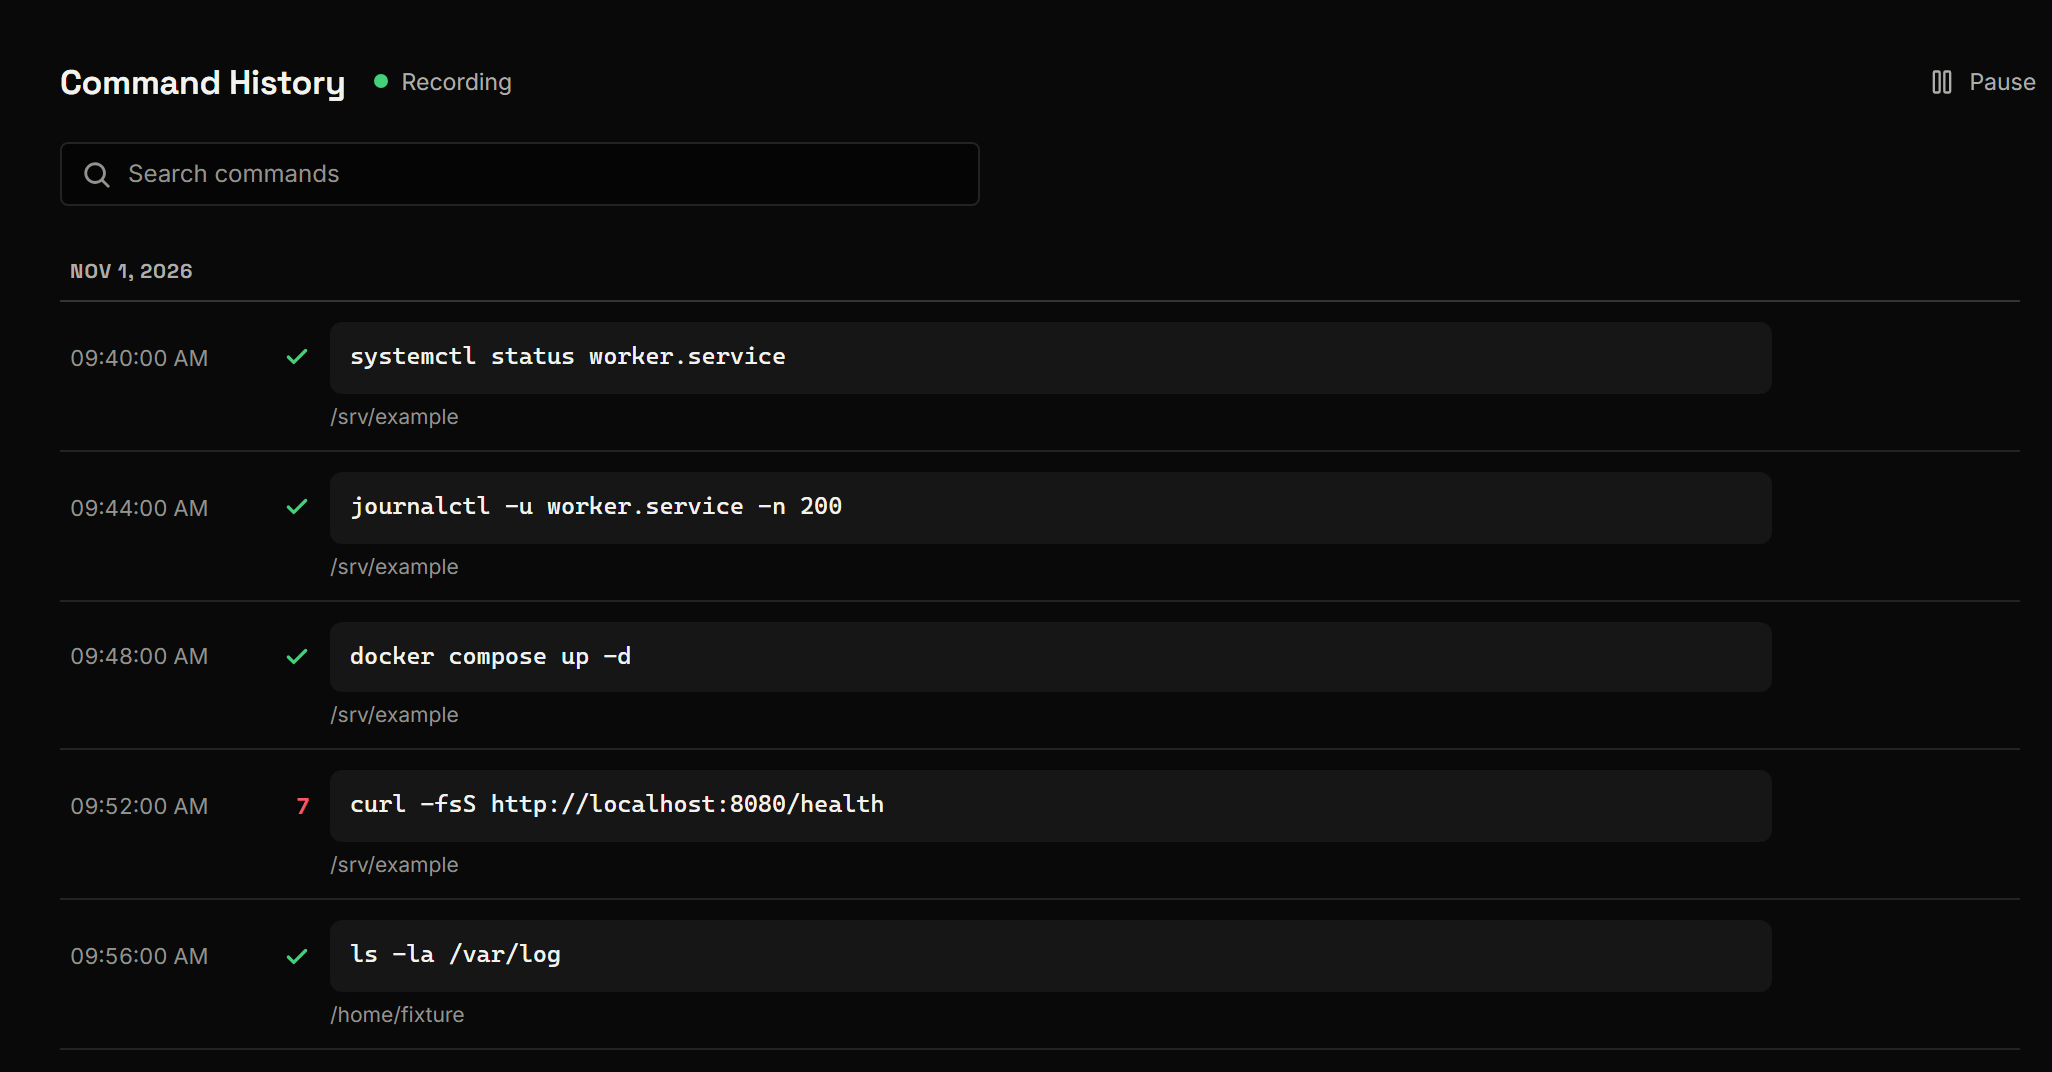 Command History
Recording
Pause
Search commands
NOV 1, 2026
09:40:00 AM systemctl status worker.service
/srv/example
09:44:00 AM journalctl -u worker.service -n 200
/srv/example
09:48:00 AM docker compose up -d
/srv/example
09:52:00 AM 7 curl -fsS http://localhost:8080/health
/srv/example
09:56:00 AM ls -la /var/log
/home/fixture